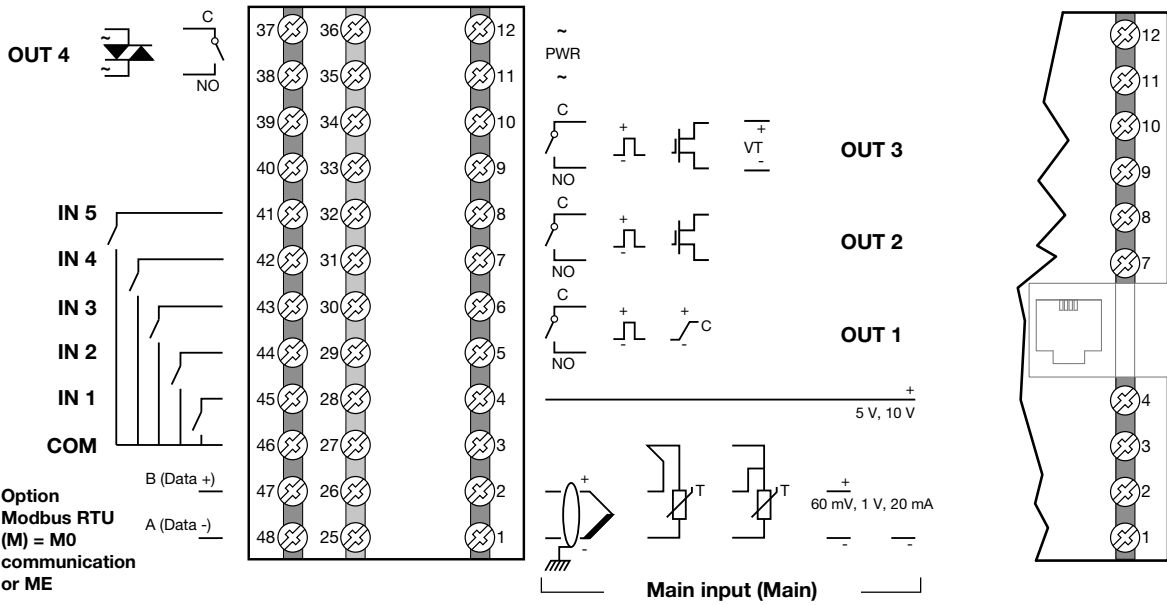 OUT 4
~
~
C
NO
37 36 12
38 35 11
39 34 10
40 33 9
41 32 8
42 31 7
43 30 6
44 29 5
45 28 4
46 27 3
47 26 2
48 25 1
IN 5
IN 4
IN 3
IN 2
IN 1
COM
B (Data +)
A (Data -)
Option
Modbus RTU
(M) = M0
communication
or ME
~
PWR
~
C
NO
+
-
+
VT
-
OUT 3
C
NO
+
-
OUT 2
C
NO
+
-
+
C
-
OUT 1
+
5 V, 10 V
+
-
T
T
+
60 mV, 1 V, 20 mA
-
-
Main input (Main)
12
11
10
9
8
7
4
3
2
1